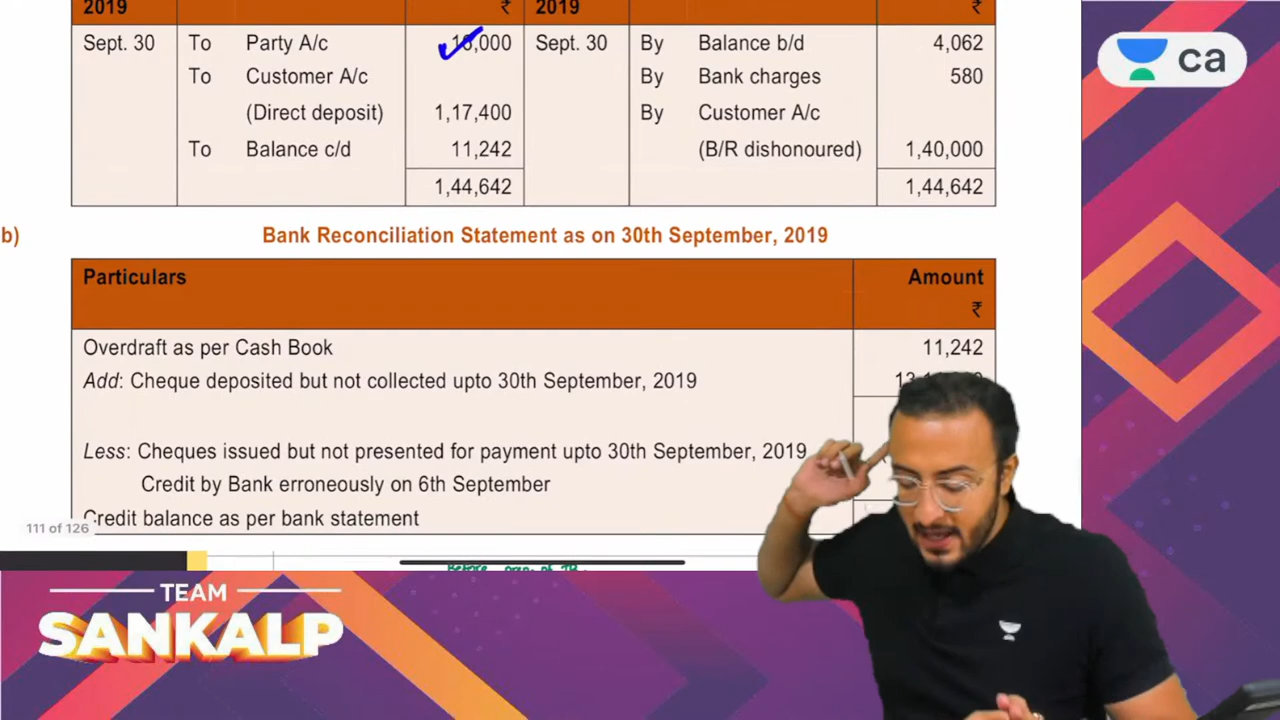 2019 ₹ 2019 ₹
Sept. 30 To Party A/c 16,000 Sept. 30 By Balance b/d 4,062
To Customer A/c By Bank charges 580
(Direct deposit) 1,17,400 By Customer A/c
To Balance c/d 11,242 (B/R dishonoured) 1,40,000
1,44,642 1,44,642
b) Bank Reconciliation Statement as on 30th September, 2019
Particulars Amount
₹
Overdraft as per Cash Book 11,242
Add: Cheque deposited but not collected upto 30th September, 2019
Less: Cheques issued but not presented for payment upto 30th September, 2019
Credit by Bank erroneously on 6th September
Credit balance as per bank statement
111 of 126
Before
TEAM
SANKALP
ca